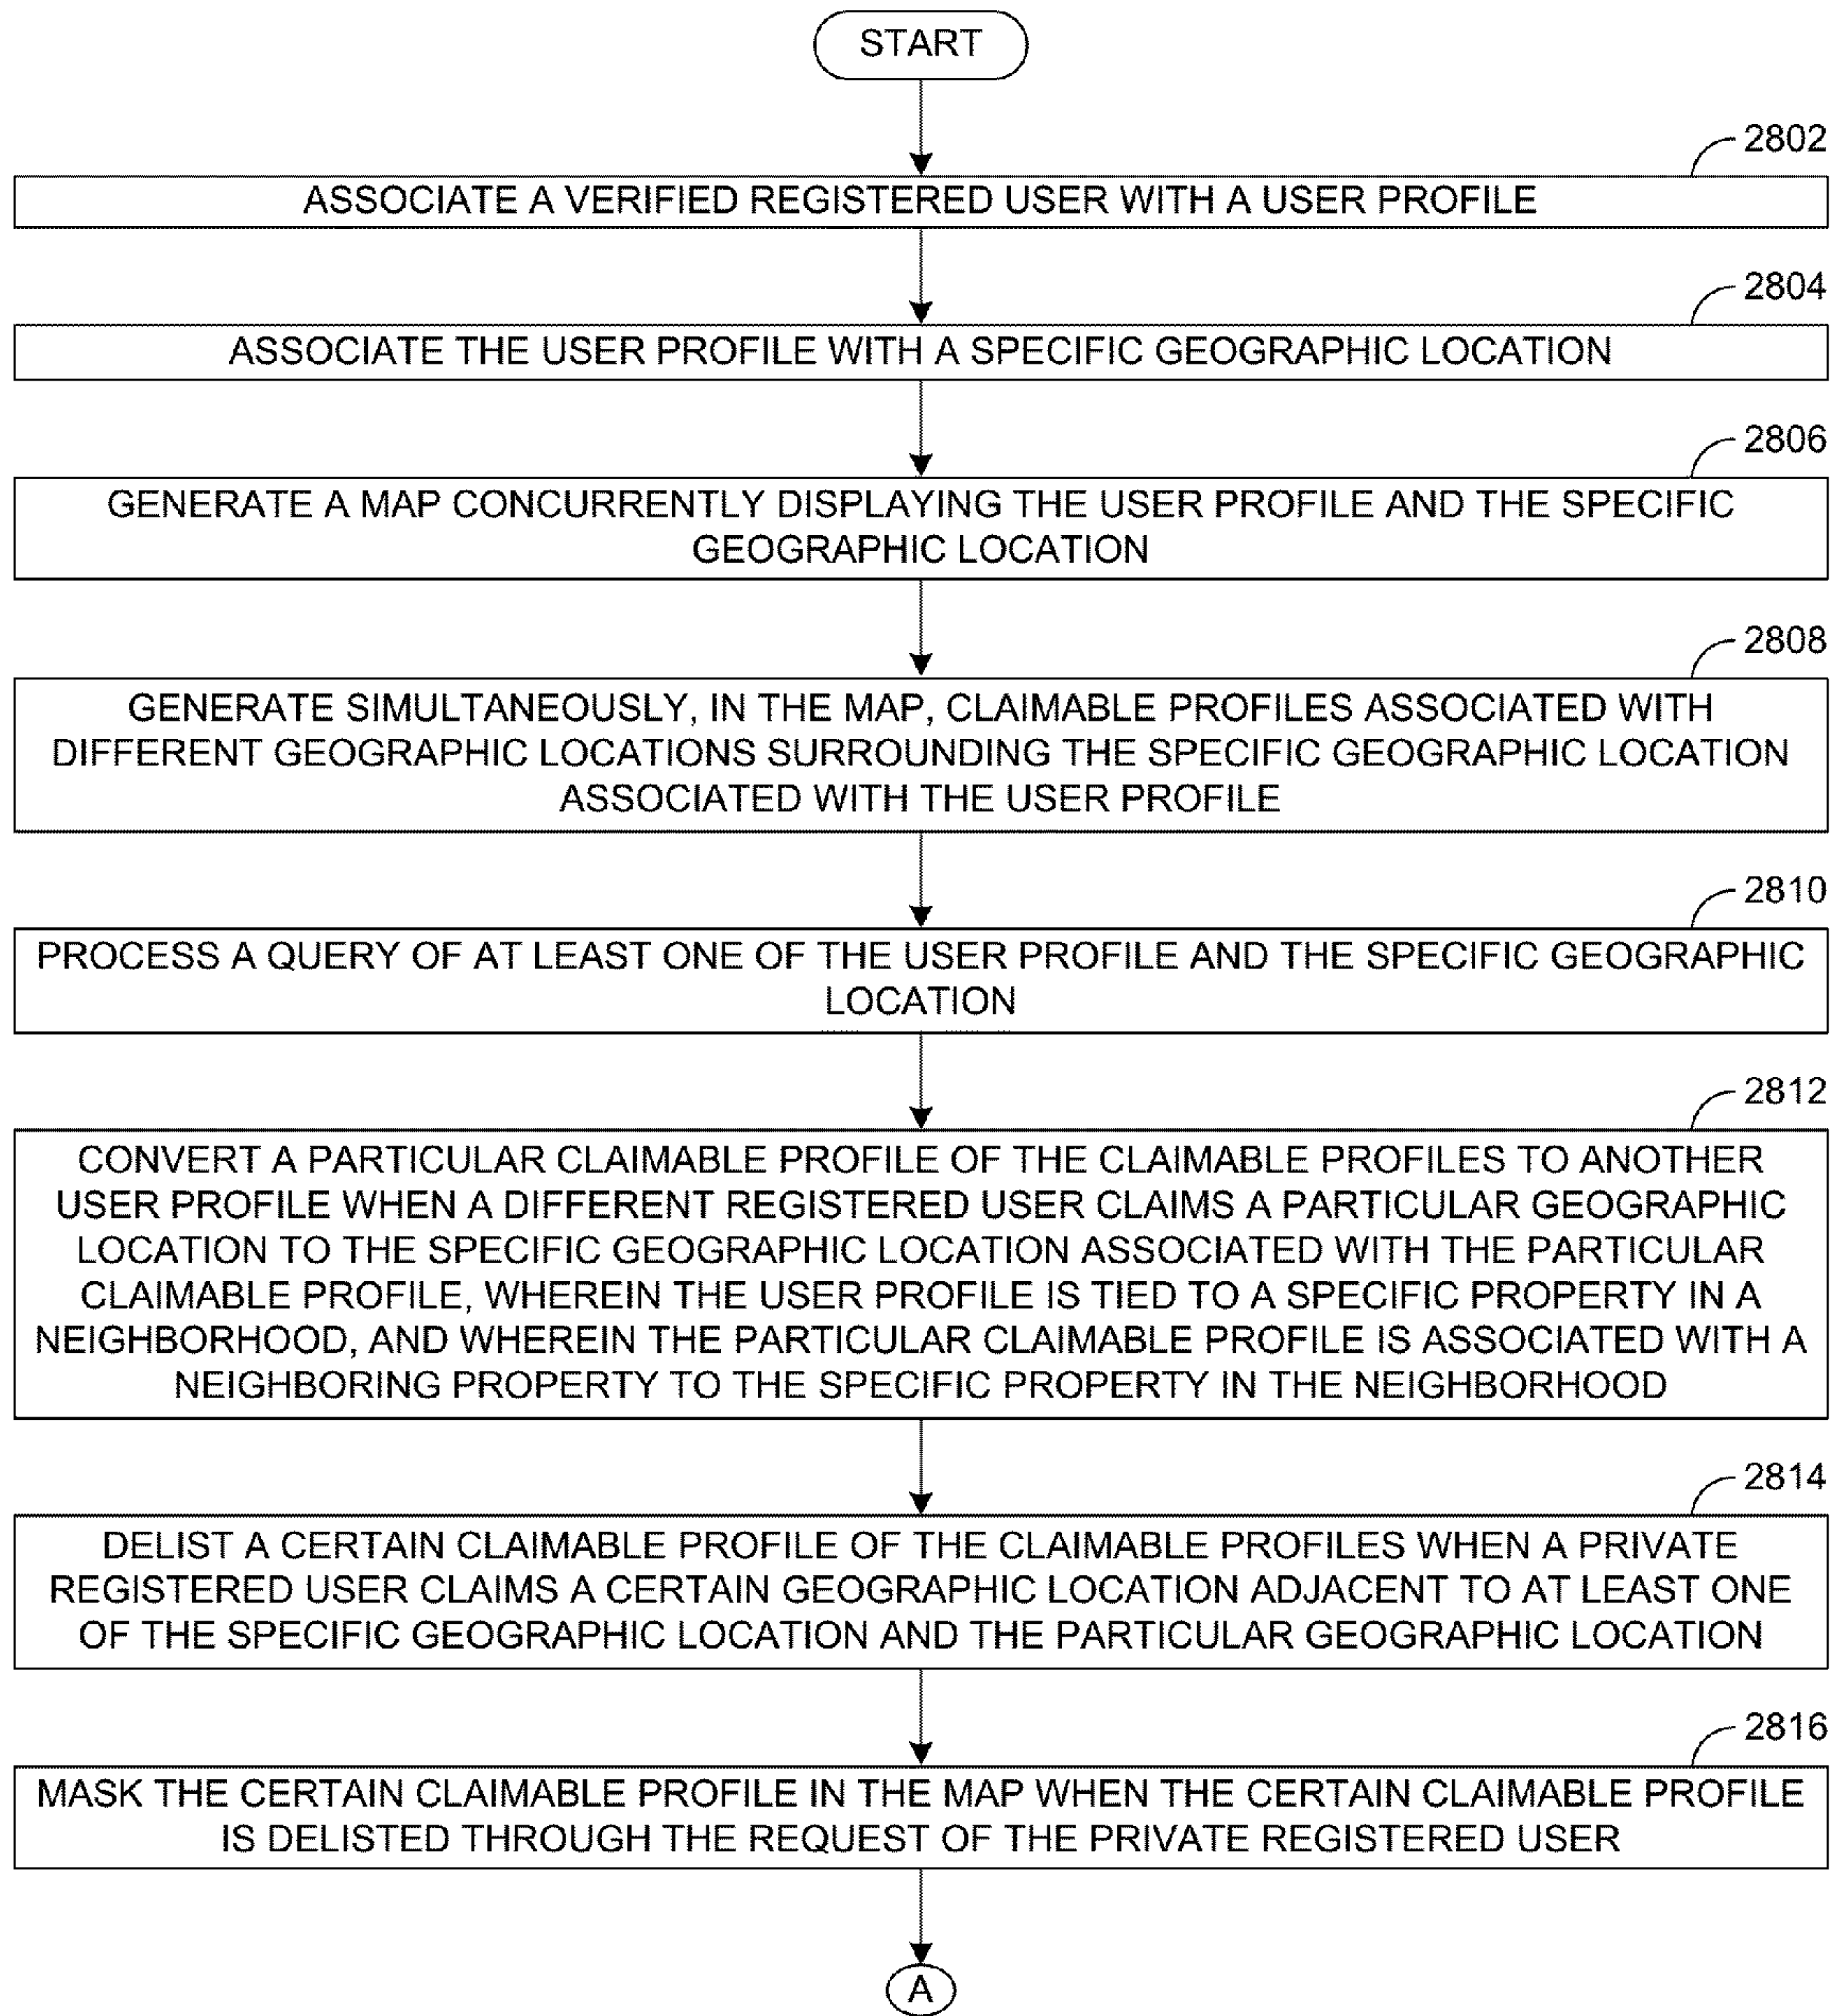 START
2802
ASSOCIATE A VERIFIED REGISTERED USER WITH A USER PROFILE
2804
ASSOCIATE THE USER PROFILE WITH A SPECIFIC GEOGRAPHIC LOCATION
2806
GENERATE A MAP CONCURRENTLY DISPLAYING THE USER PROFILE AND THE SPECIFIC
GEOGRAPHIC LOCATION
2808
GENERATE SIMULTANEOUSLY, IN THE MAP, CLAIMABLE PROFILES ASSOCIATED WITH
DIFFERENT GEOGRAPHIC LOCATIONS SURROUNDING THE SPECIFIC GEOGRAPHIC LOCATION
ASSOCIATED WITH THE USER PROFILE
2810
PROCESS A QUERY OF AT LEAST ONE OF THE USER PROFILE AND THE SPECIFIC GEOGRAPHIC
LOCATION
2812
CONVERT A PARTICULAR CLAIMABLE PROFILE OF THE CLAIMABLE PROFILES TO ANOTHER
USER PROFILE WHEN A DIFFERENT REGISTERED USER CLAIMS A PARTICULAR GEOGRAPHIC
LOCATION TO THE SPECIFIC GEOGRAPHIC LOCATION ASSOCIATED WITH THE PARTICULAR
CLAIMABLE PROFILE, WHEREIN THE USER PROFILE IS TIED TO A SPECIFIC PROPERTY IN A
NEIGHBORHOOD, AND WHEREIN THE PARTICULAR CLAIMABLE PROFILE IS ASSOCIATED WITH A
NEIGHBORING PROPERTY TO THE SPECIFIC PROPERTY IN THE NEIGHBORHOOD
2814
DELIST A CERTAIN CLAIMABLE PROFILE OF THE CLAIMABLE PROFILES WHEN A PRIVATE
REGISTERED USER CLAIMS A CERTAIN GEOGRAPHIC LOCATION ADJACENT TO AT LEAST ONE
OF THE SPECIFIC GEOGRAPHIC LOCATION AND THE PARTICULAR GEOGRAPHIC LOCATION
2816
MASK THE CERTAIN CLAIMABLE PROFILE IN THE MAP WHEN THE CERTAIN CLAIMABLE PROFILE
IS DELISTED THROUGH THE REQUEST OF THE PRIVATE REGISTERED USER
A